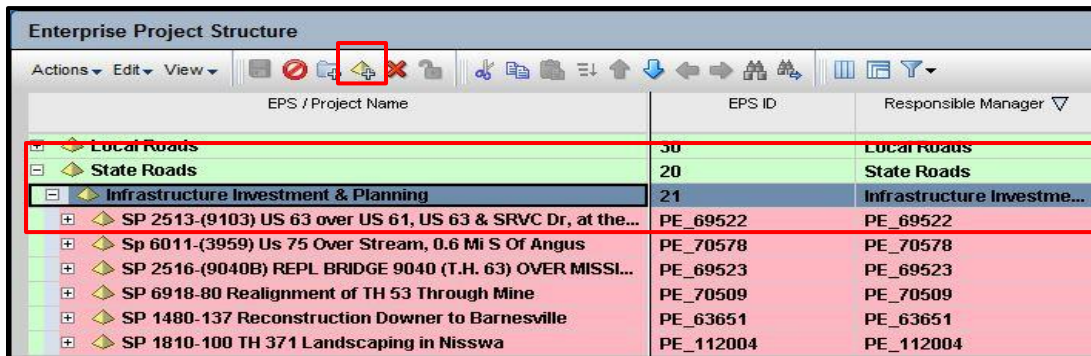 Enterprise Project Structure
Actions Edit View
EPS / Project Name EPS ID Responsible Manager
Local Roads 30 Local Roads
State Roads 20 State Roads
Infrastructure Investment & Planning 21 Infrastructure Investme...
SP 2513-(9103) US 63 over US 61, US 63 & SRVC Dr, at the... PE_69522 PE_69522
Sp 6011-(3959) Us 75 Over Stream, 0.6 Mi S Of Angus PE_70578 PE_70578
SP 2516-(9040B) REPL BRIDGE 9040 (T.H. 63) OVER MISSI... PE_69523 PE_69523
SP 6918-80 Realignment of TH 53 Through Mine PE_70509 PE_70509
SP 1480-137 Reconstruction Downer to Barnesville PE_63651 PE_63651
SP 1810-100 TH 371 Landscaping in Nisswa PE_112004 PE_112004